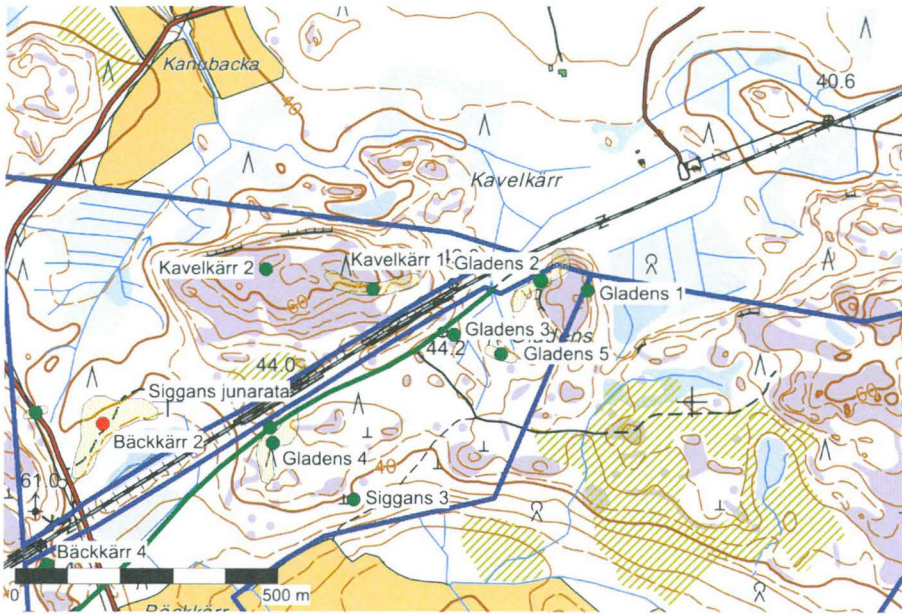 Kanubacka
40
40.6
Kavelkärr
Kavelkärr 2
Kavelkärr 1
Gladens 2
60
Gladens 1
Gladens 3
44.2
Gladens
Gladens 5
44.0
60
Siggans junarata
Bäckkärr 2
Gladens 4
40
61.0
Siggans 3
Bäckkärr 4
0
500 m
Bäckkärr